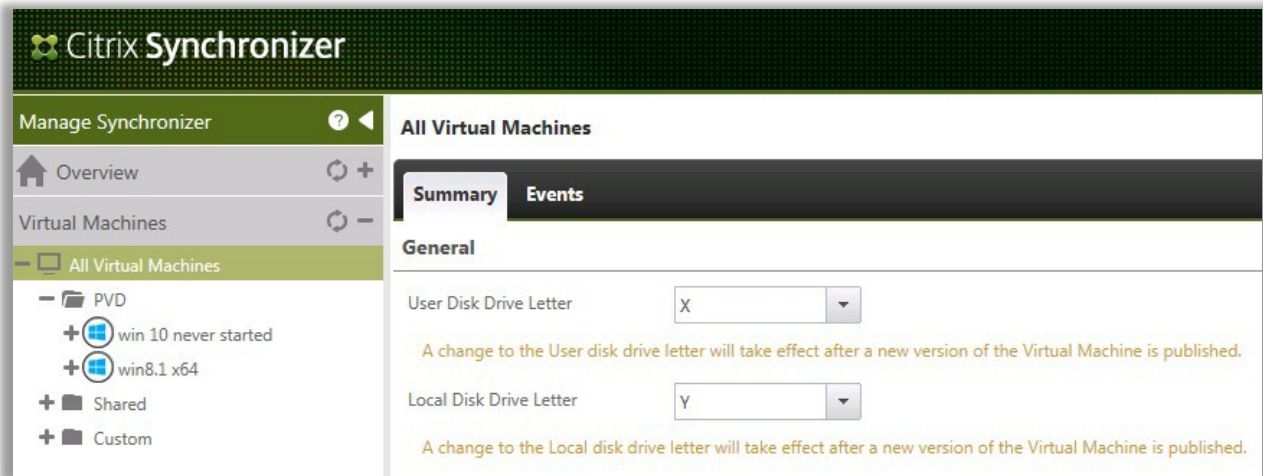 Citrix Synchronizer
Manage Synchronizer ?
Overview
Virtual Machines
All Virtual Machines
PVD
win 10 never started
win8.1 x64
Shared
Custom
All Virtual Machines
Summary Events
General
User Disk Drive Letter X
A change to the User disk drive letter will take effect after a new version of the Virtual Machine is published.
Local Disk Drive Letter Y
A change to the Local disk drive letter will take effect after a new version of the Virtual Machine is published.